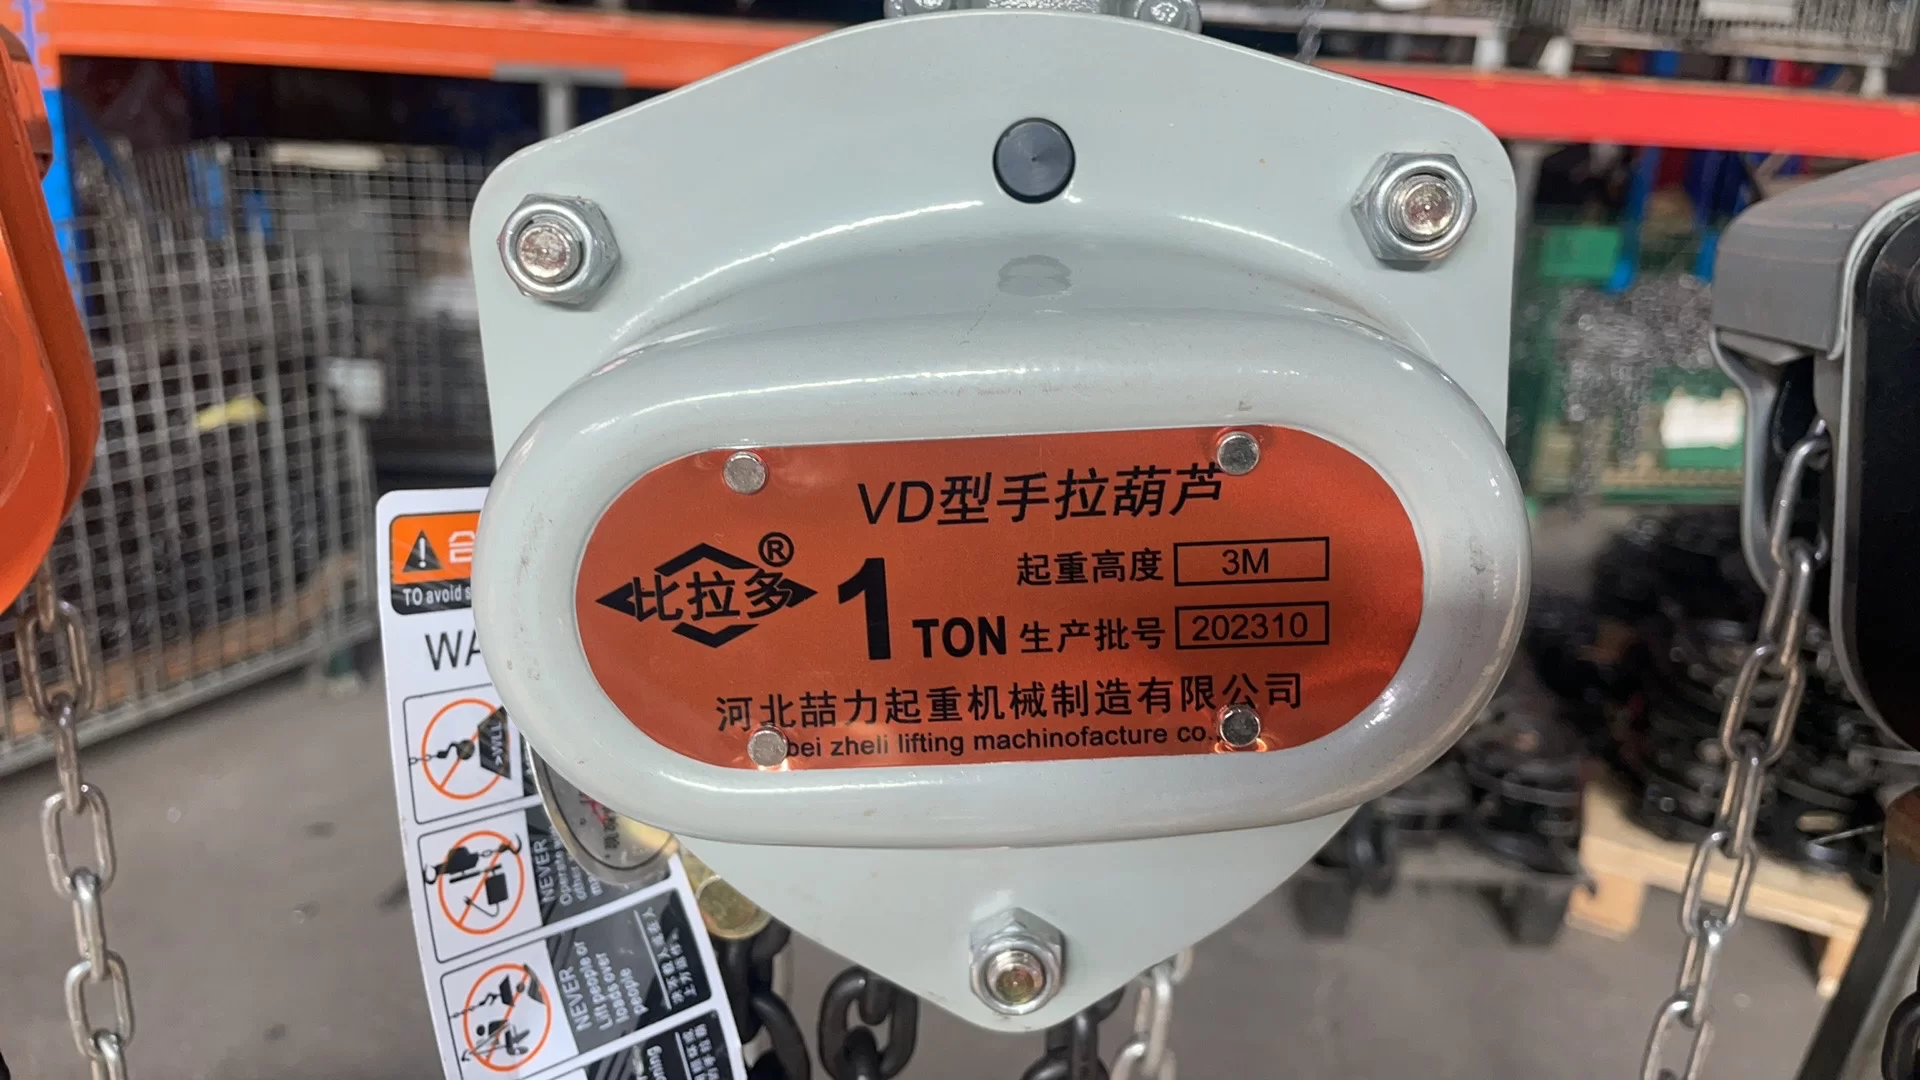 VD型手拉葫芦
比拉多®
1 TON
起重高度 3M
生产批号 202310
河北喆力起重机械制造有限公司
bei zheli lifting machinofacture co.
TO avoid
WA
>WLL
NEVER
NEVER
Lift people or
loads over
people